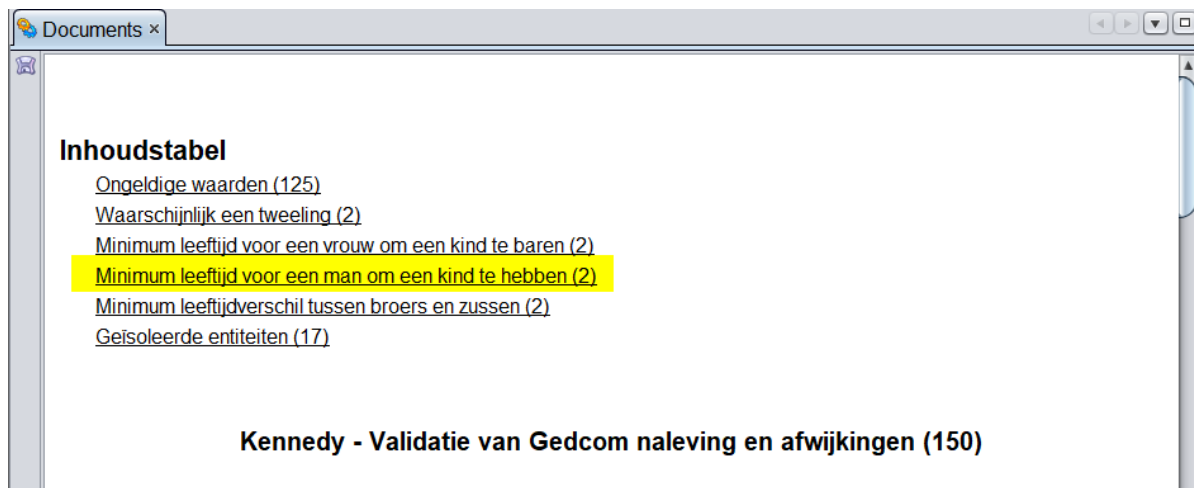 Documents
Inhoudstabel
Ongeldige waarden (125)
Waarschijnlijk een tweeling (2)
Minimum leeftijd voor een vrouw om een kind te baren (2)
Minimum leeftijd voor een man om een kind te hebben (2)
Minimum leeftijdverschil tussen broers en zussen (2)
Geïsoleerde entiteiten (17)
Kennedy - Validatie van Gedcom naleving en afwijkingen (150)